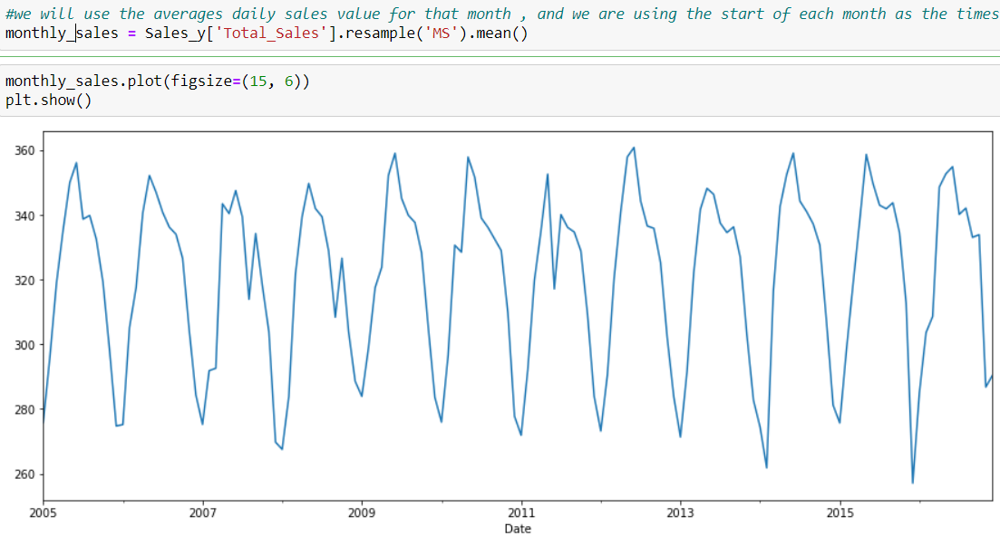 #we will use the averages daily sales value for that month , and we are using the start of each month as the times
monthly_sales = Sales_y['Total_Sales'].resample('MS').mean()
monthly_sales.plot(figsize=(15, 6))
plt.show()
360
340
320
300
280
260
2005 2007 2009 2011 2013 2015
Date